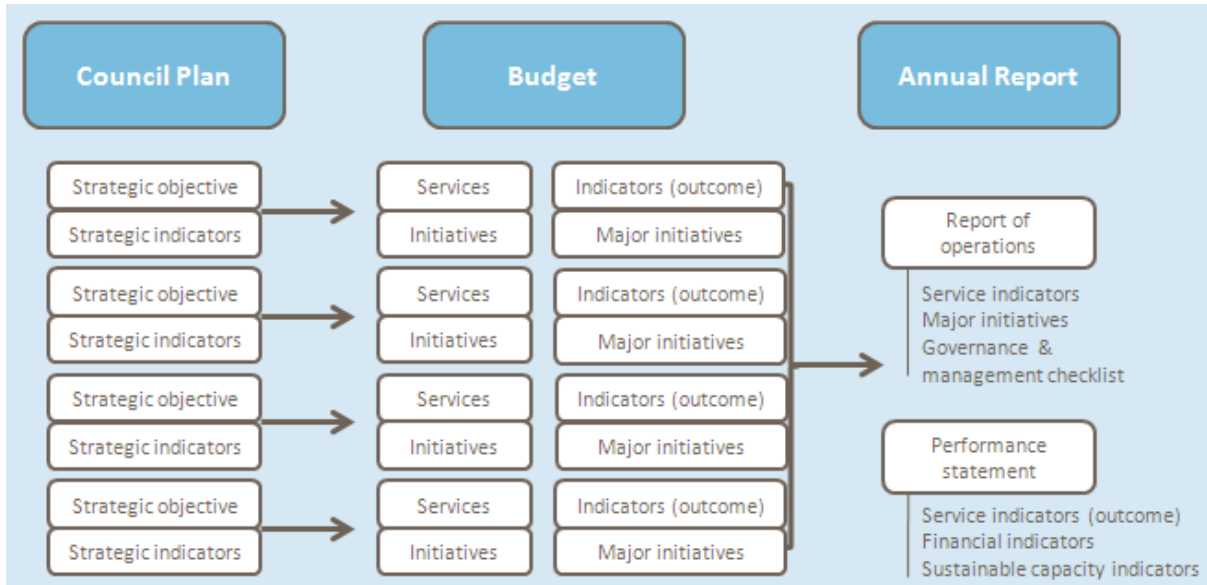 Council Plan
Budget
Annual Report
Strategic objective
Strategic indicators
Services
Initiatives
Indicators (outcome)
Major initiatives
Strategic objective
Strategic indicators
Services
Initiatives
Indicators (outcome)
Major initiatives
Strategic objective
Strategic indicators
Services
Initiatives
Indicators (outcome)
Major initiatives
Strategic objective
Strategic indicators
Services
Initiatives
Indicators (outcome)
Major initiatives
Report of
operations
Service indicators
Major initiatives
Governance &
management checklist
Performance
statement
Service indicators (outcome)
Financial indicators
Sustainable capacity indicators